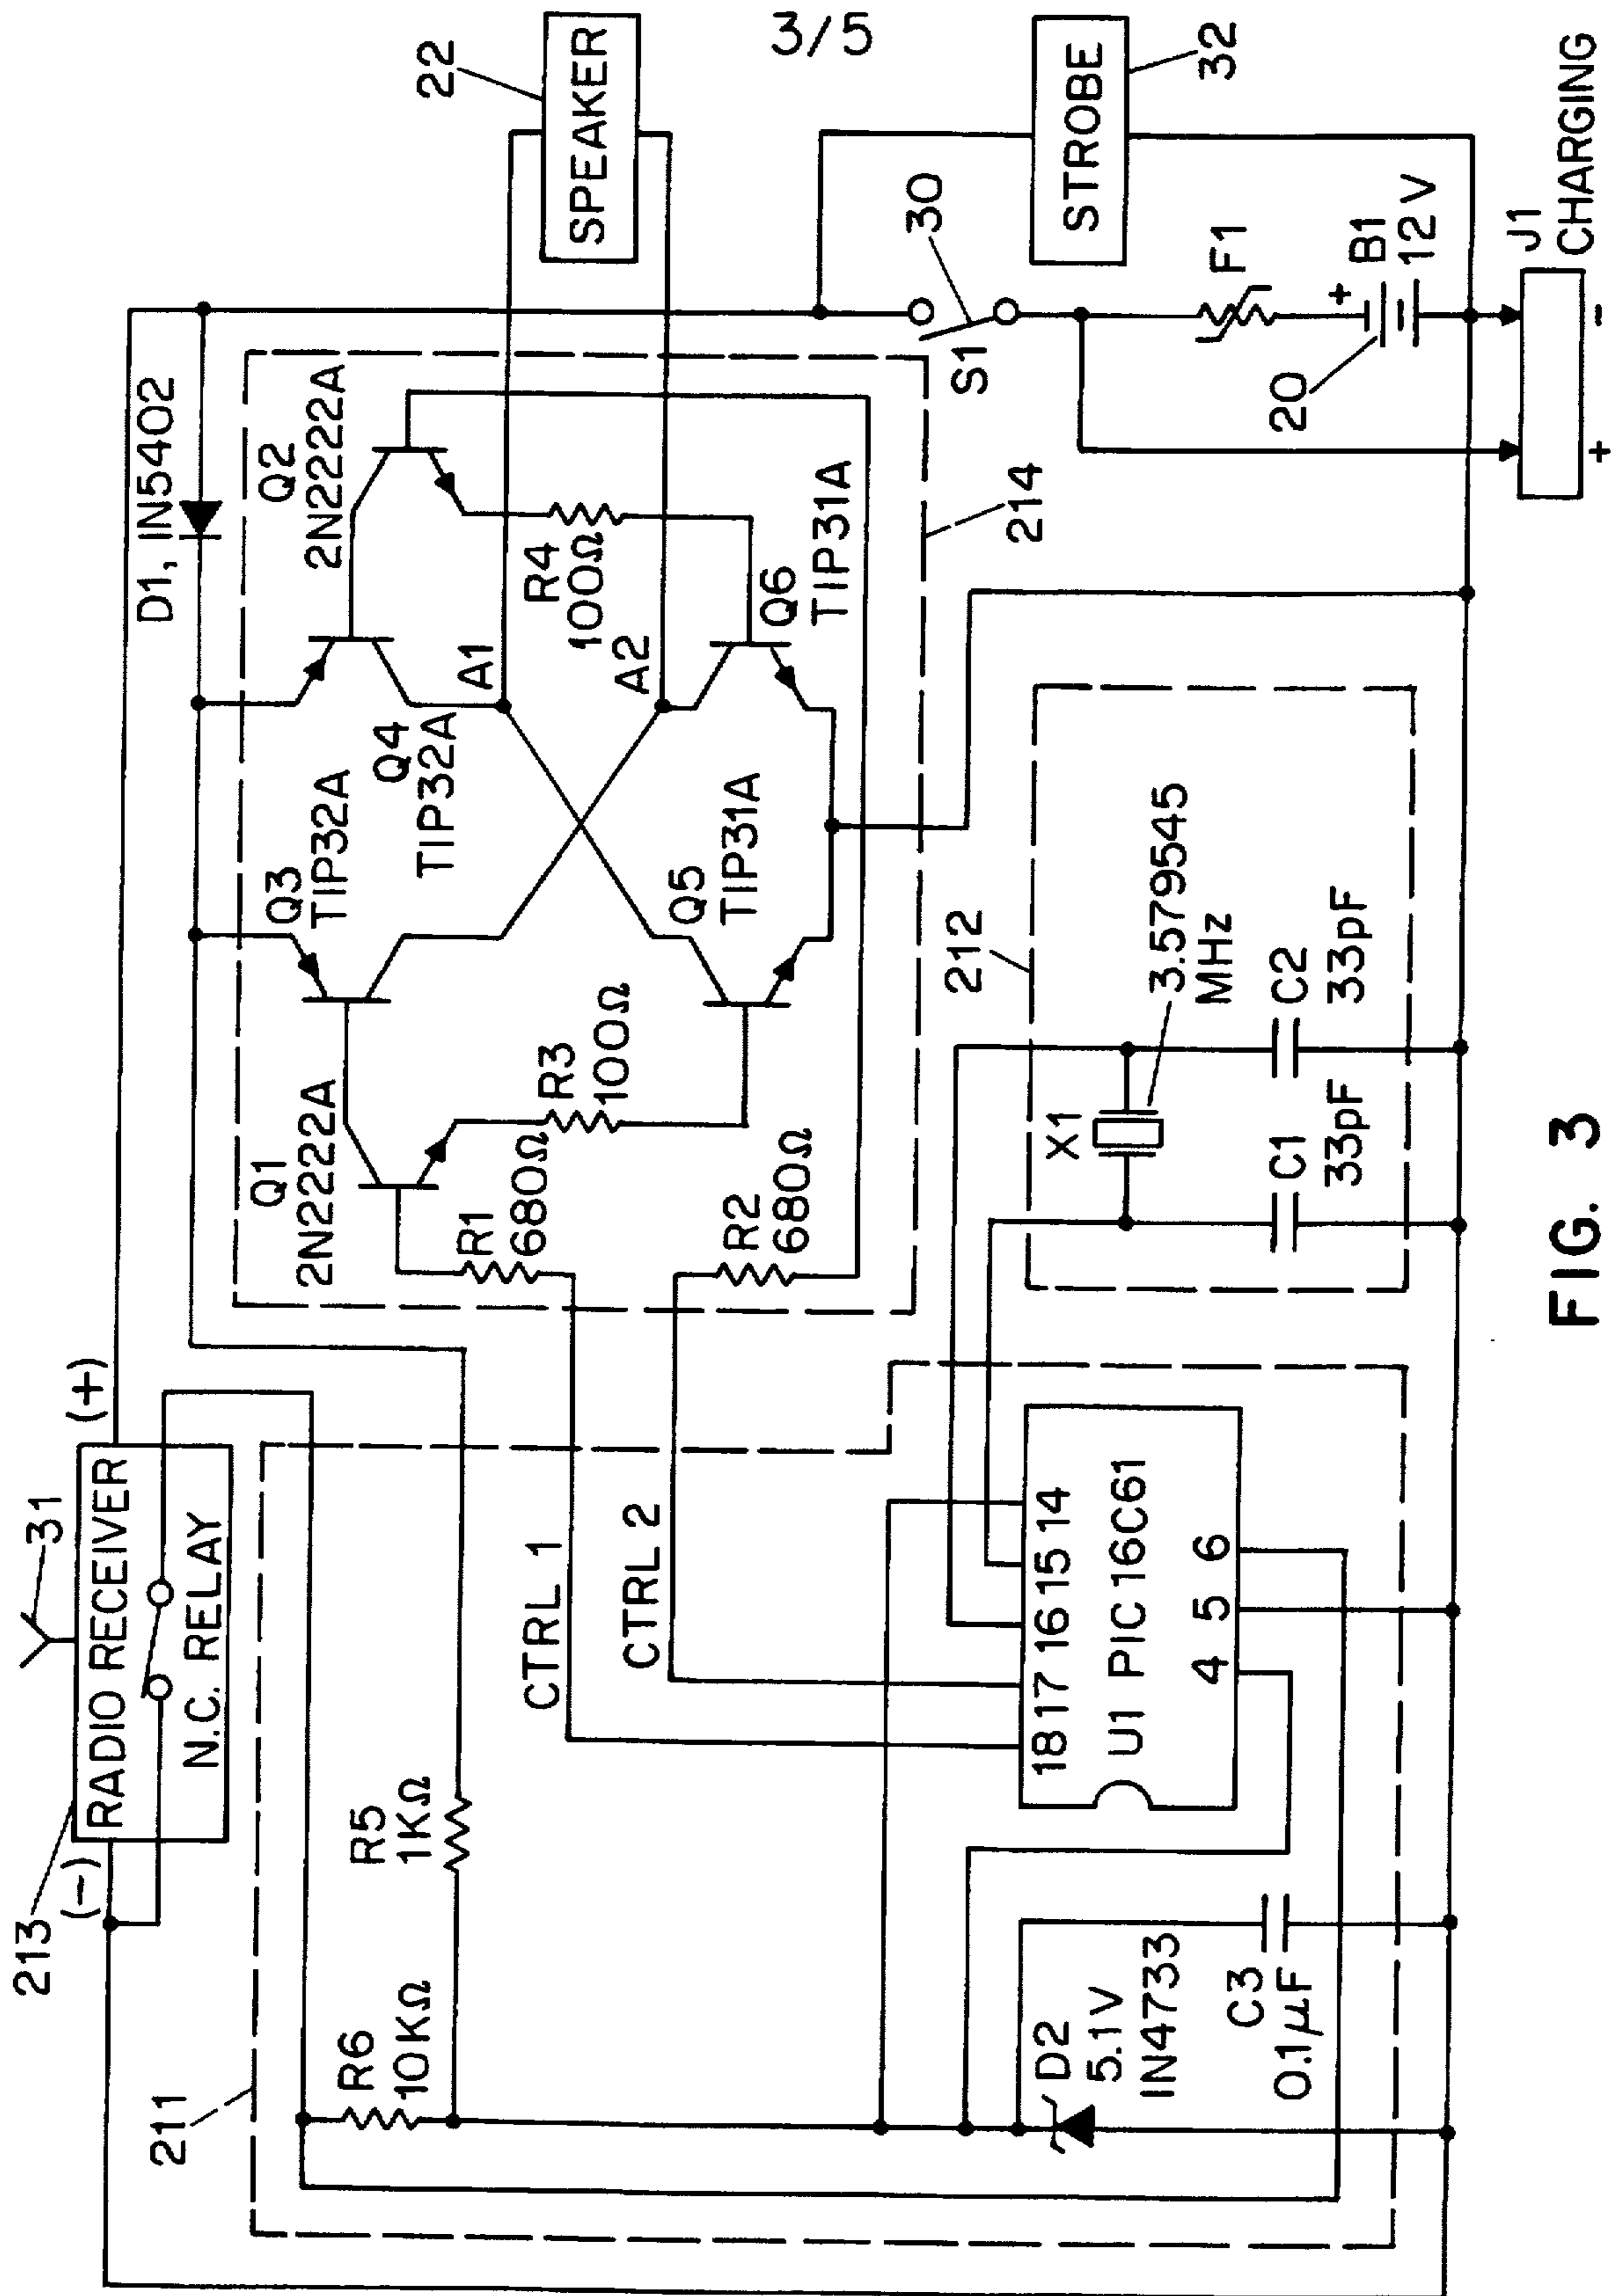 3/5
213
31
(-)
RADIO RECEIVER
N.C. RELAY
(+)
211
R6
10KΩ
R5
1KΩ
CTRL 1
CTRL 2
D1, IN5402
Q1
2N2222A
Q3
TIP32A
Q4
TIP32A
Q2
2N2222A
22
SPEAKER
R1
680Ω
R3
100Ω
Q5
TIP31A
A1
A2
R4
100Ω
Q6
TIP31A
R2
680Ω
214
30
S1
STROBE
32
F1
20
+
B1
12V
J1
CHARGING
+
-
212
X1
3.579545
MHz
C1
33pF
C2
33pF
18 17 16 15 14
U1 PIC 16C61
4 5 6
D2
5.1V
IN4733
C3
0.1µF
FIG. 3